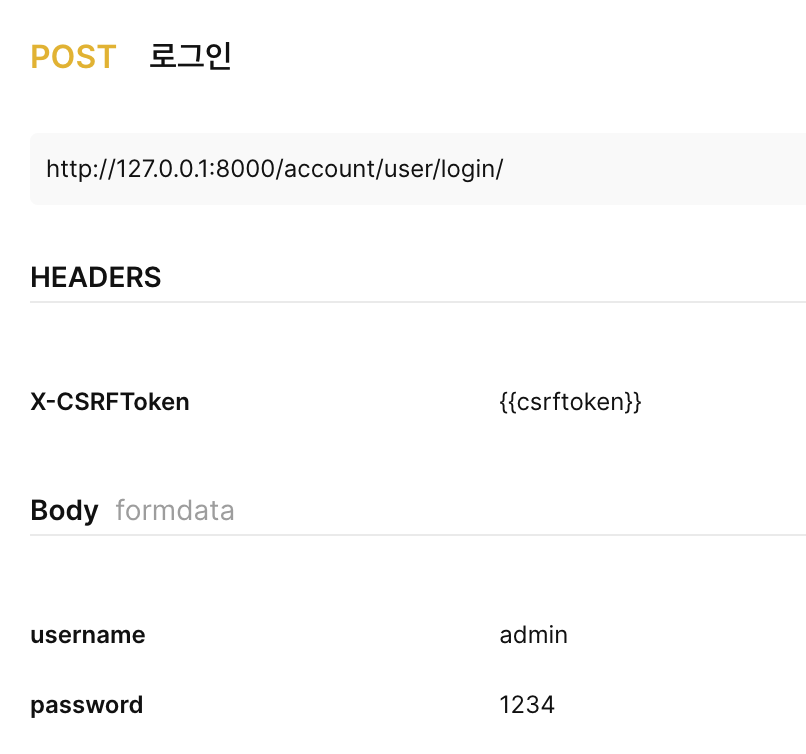 POST 로그인
http://127.0.0.1:8000/account/user/login/
HEADERS
X-CSRFToken {{csrftoken}}
Body formdata
username admin
password 1234